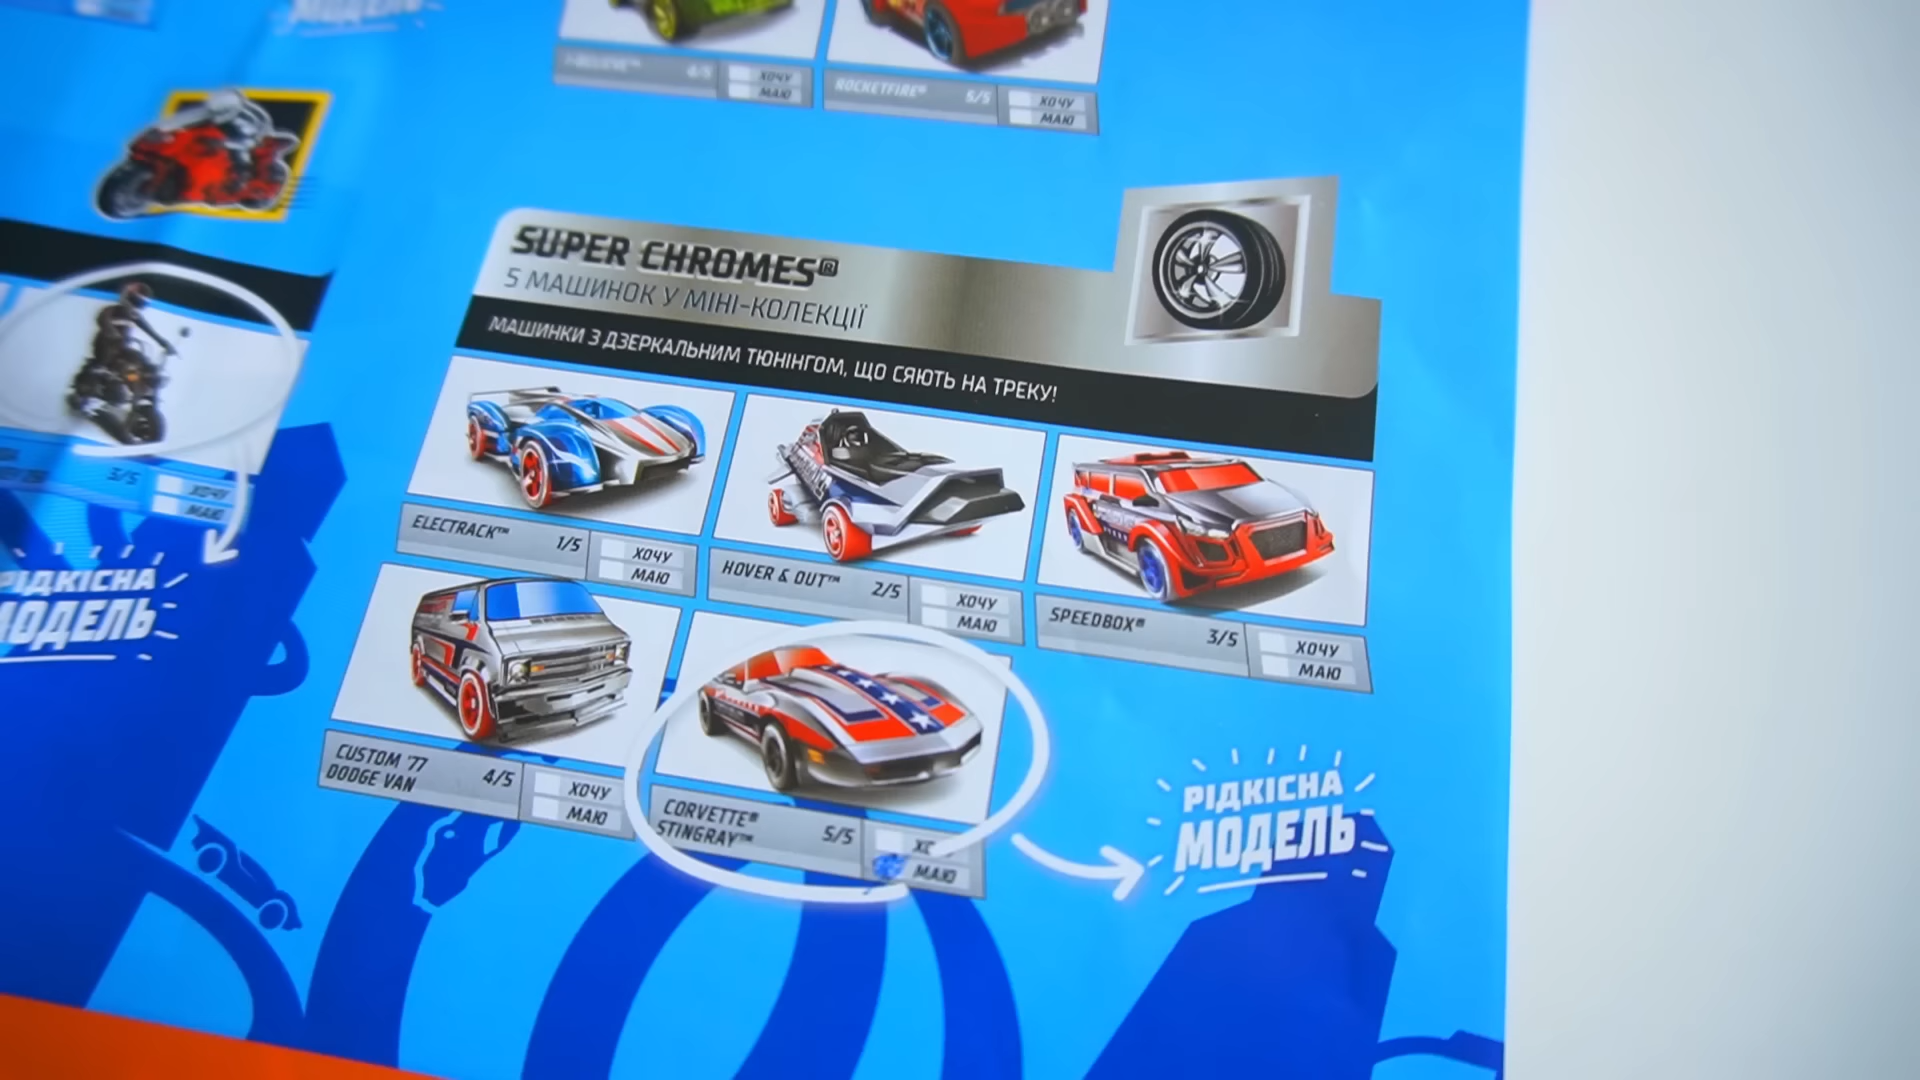 МОДЕЛЬ
4/5
ХОЧУ
МАЮ
ROCKETFIRE® 5/5
ХОЧУ
МАЮ
SUPER CHROMES®
5 МАШИНОК У МІНІ-КОЛЕКЦІЇ
МАШИНКИ З ДЗЕРКАЛЬНИМ ТЮНІНГОМ, ЩО СЯЮТЬ НА ТРЕКУ!
5/5
ХОЧУ
МАЮ
РІДКІСНА
МОДЕЛЬ
ELECTRACK™ 1/5
ХОЧУ
МАЮ
HOVER & OUT™ 2/5
ХОЧУ
МАЮ
SPEEDBOX® 3/5
ХОЧУ
МАЮ
CUSTOM '77
DODGE VAN 4/5
ХОЧУ
МАЮ
CORVETTE®
STINGRAY™ 5/5
МАЮ
РІДКІСНА
МОДЕЛЬ